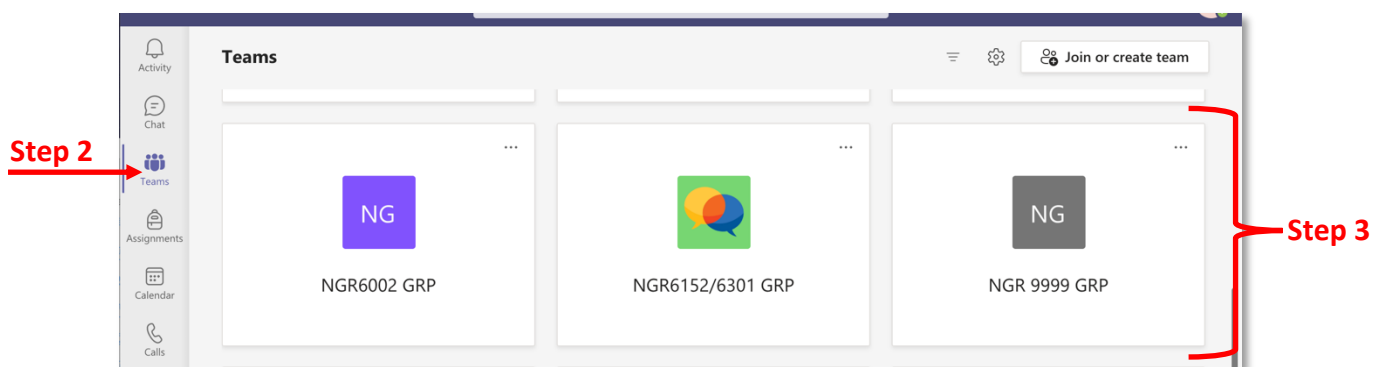 Activity
Teams
Join or create team
Chat
Step 2
Teams
...
...
...
NG
NG
Assignments
Step 3
NGR6002 GRP
NGR6152/6301 GRP
NGR 9999 GRP
Calendar
Calls